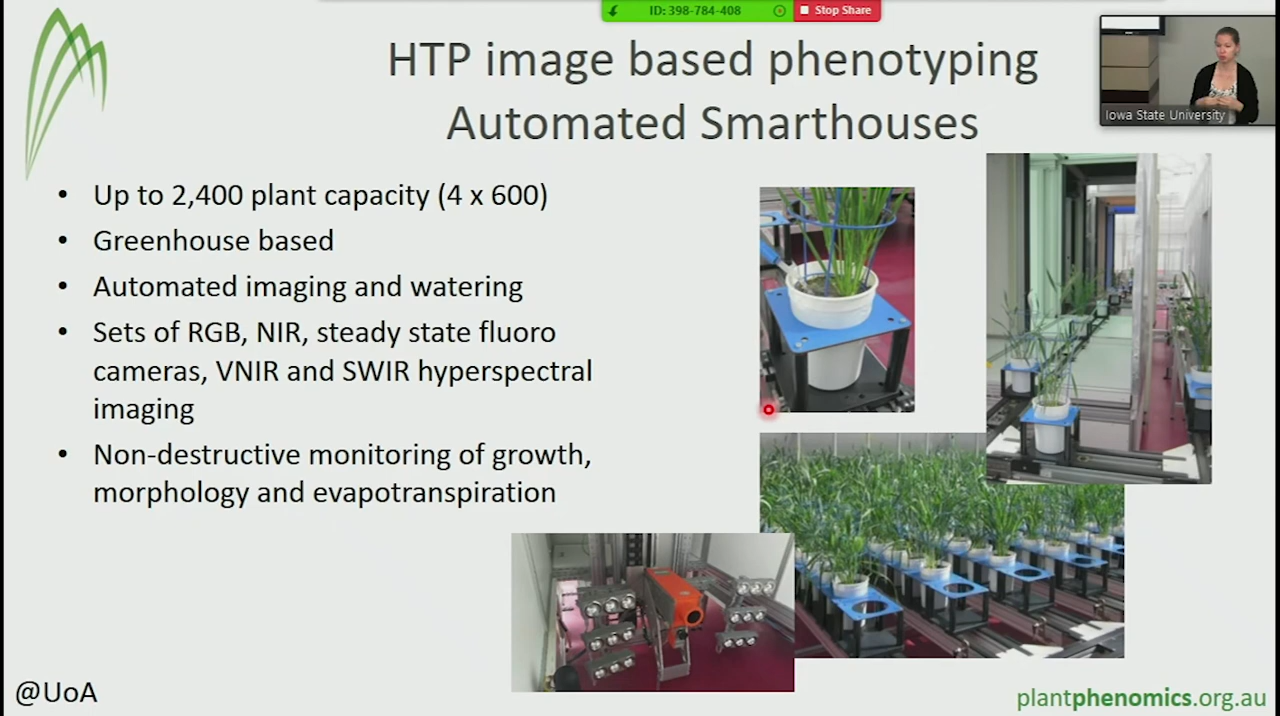 ID: 398-784-408
Stop Share
HTP image based phenotyping
Automated Smarthouses
Iowa State University
• Up to 2,400 plant capacity (4 x 600)
• Greenhouse based
• Automated imaging and watering
• Sets of RGB, NIR, steady state fluoro
cameras, VNIR and SWIR hyperspectral
imaging
• Non-destructive monitoring of growth,
morphology and evapotranspiration
@UoA
plantphenomics.org.au